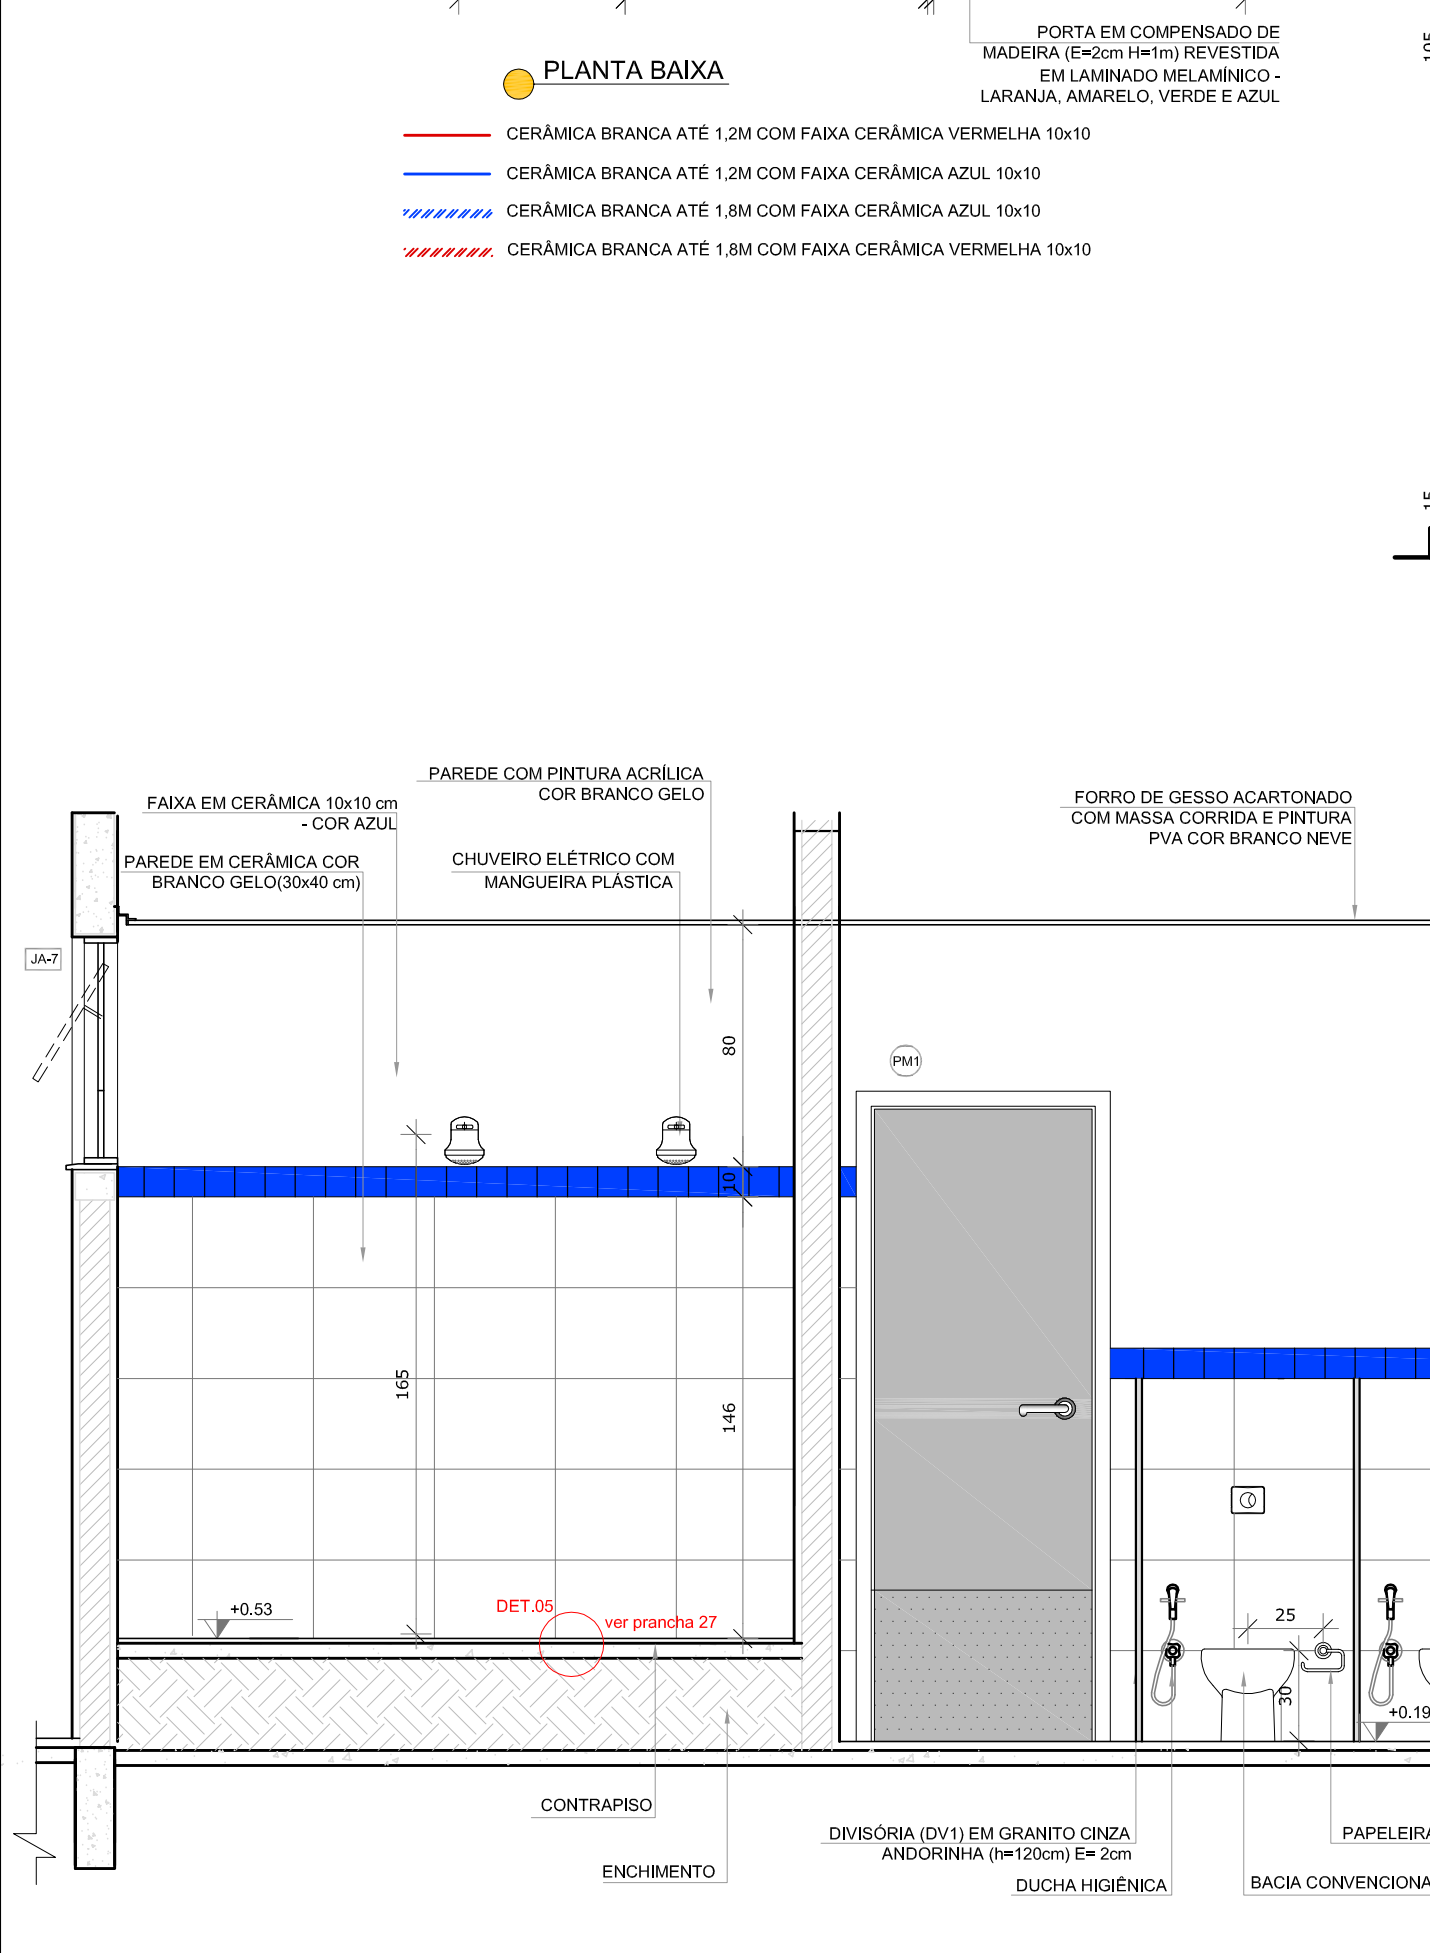 PORTA EM COMPENSADO DE
MADEIRA (E=2cm H=1m) REVESTIDA
EM LAMINADO MELAMÍNICO -
LARANJA, AMARELO, VERDE E AZUL
105
PLANTA BAIXA
CERÂMICA BRANCA ATÉ 1,2M COM FAIXA CERÂMICA VERMELHA 10x10
CERÂMICA BRANCA ATÉ 1,2M COM FAIXA CERÂMICA AZUL 10x10
CERÂMICA BRANCA ATÉ 1,8M COM FAIXA CERÂMICA AZUL 10x10
CERÂMICA BRANCA ATÉ 1,8M COM FAIXA CERÂMICA VERMELHA 10x10
15
PAREDE COM PINTURA ACRÍLICA
COR BRANCO GELO
FAIXA EM CERÂMICA 10x10 cm
- COR AZUL
PAREDE EM CERÂMICA COR
BRANCO GELO(30x40 cm)
CHUVEIRO ELÉTRICO COM
MANGUEIRA PLÁSTICA
FORRO DE GESSO ACARTONADO
COM MASSA CORRIDA E PINTURA
PVA COR BRANCO NEVE
JA-7
80
PM1
10
165
146
+0.53
DET.05
ver prancha 27
25
30
+0.19
CONTRAPISO
ENCHIMENTO
DIVISÓRIA (DV1) EM GRANITO CINZA
ANDORINHA (h=120cm) E= 2cm
DUCHA HIGIÊNICA
PAPELEIRA
BACIA CONVENCIONA